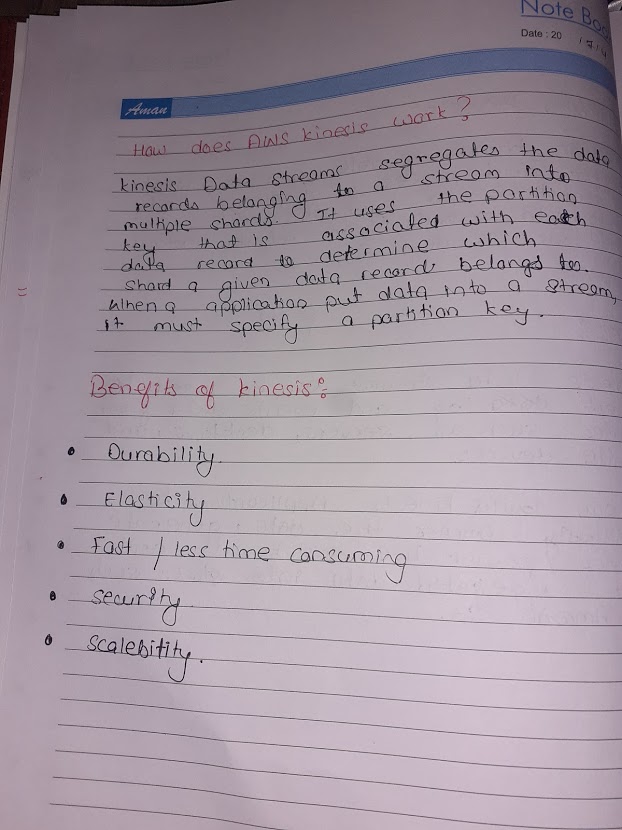 Note Boo
Date : 20
Aman
How does AWS kinesis work?
kinesis Data Streams segregates the data
records belonging to a stream into
multiple shards. It uses the partition
key that is associated with each
data record to determine which
Shard a given data record belongs to.
When a application put data into a stream,
it must specify a partition key.
Benefits of kinesis:
• Durability
• Elasticity
• Fast / less time consuming
• security
• Scalebitity.